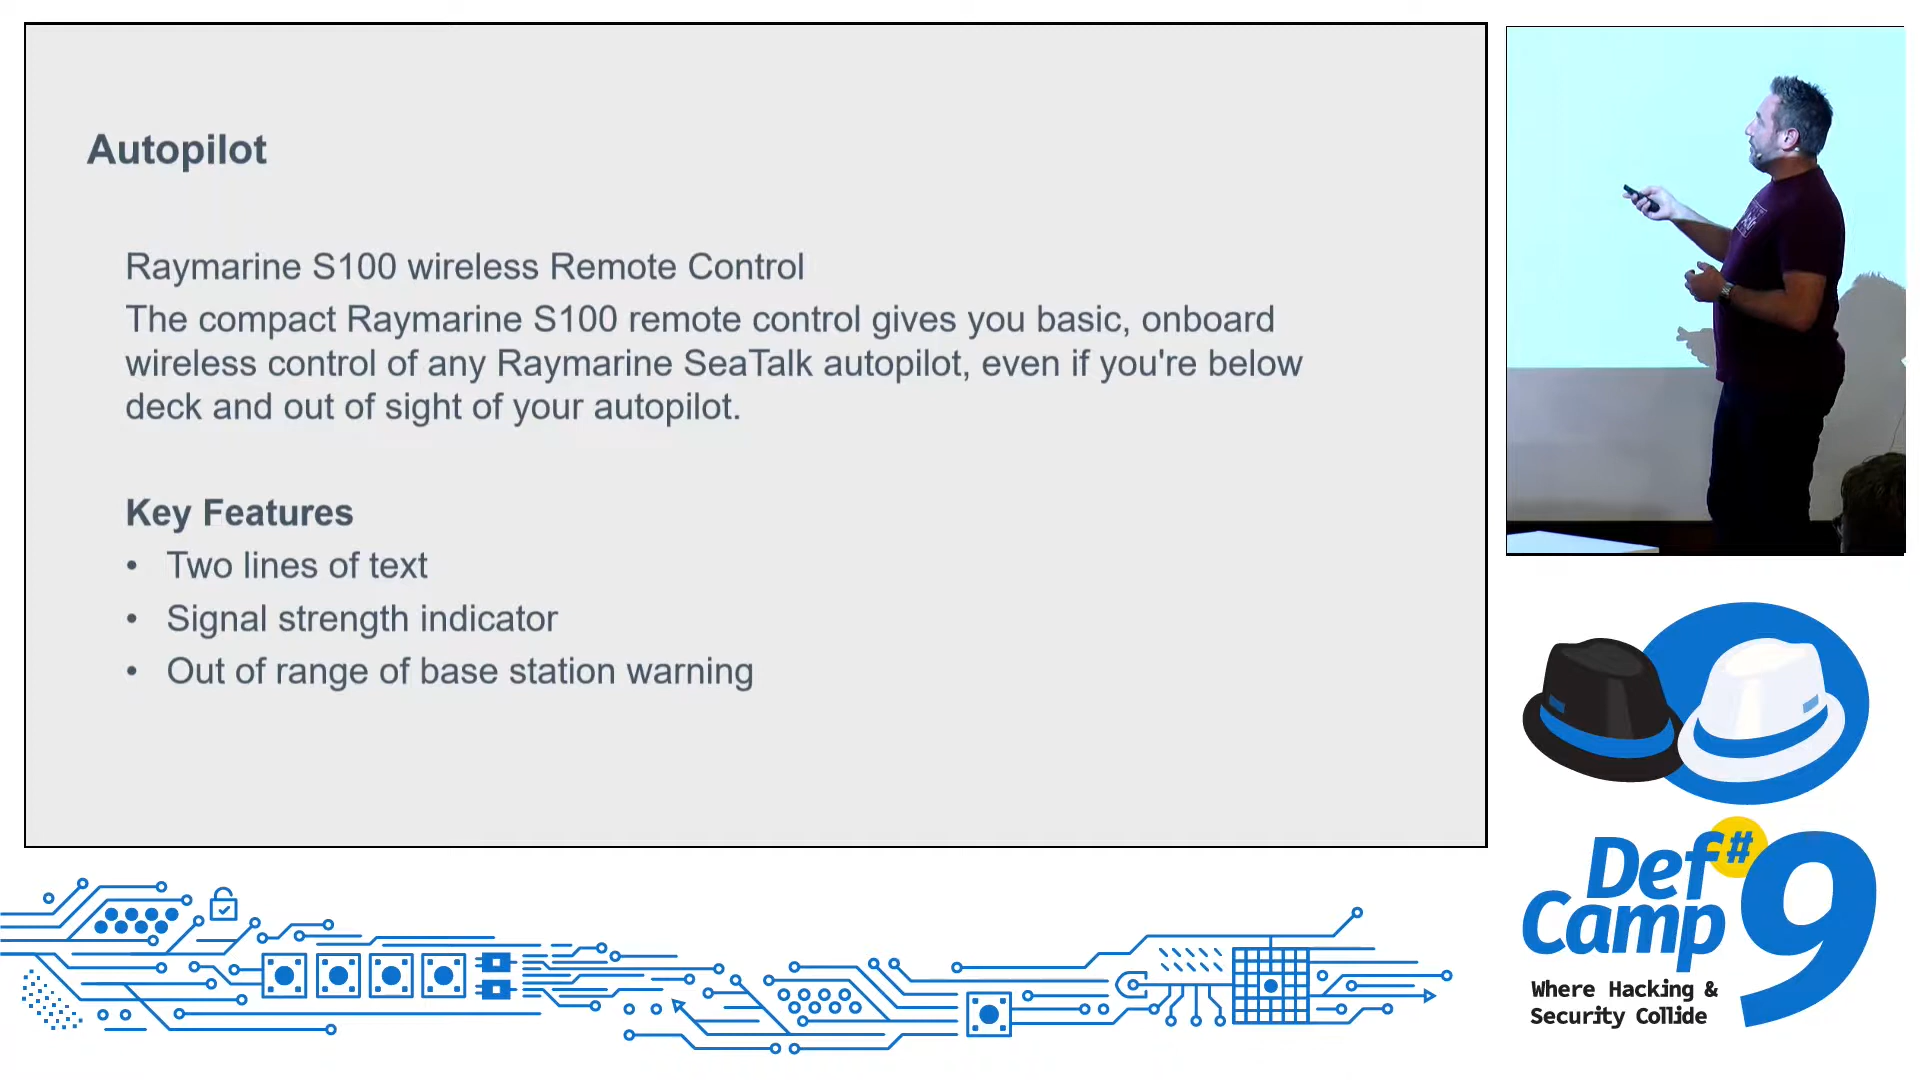 Autopilot
Raymarine S100 wireless Remote Control
The compact Raymarine S100 remote control gives you basic, onboard
wireless control of any Raymarine SeaTalk autopilot, even if you're below
deck and out of sight of your autopilot.
Key Features
• Two lines of text
• Signal strength indicator
• Out of range of base station warning
Def
Camp
#9
Where Hacking &
Security Collide